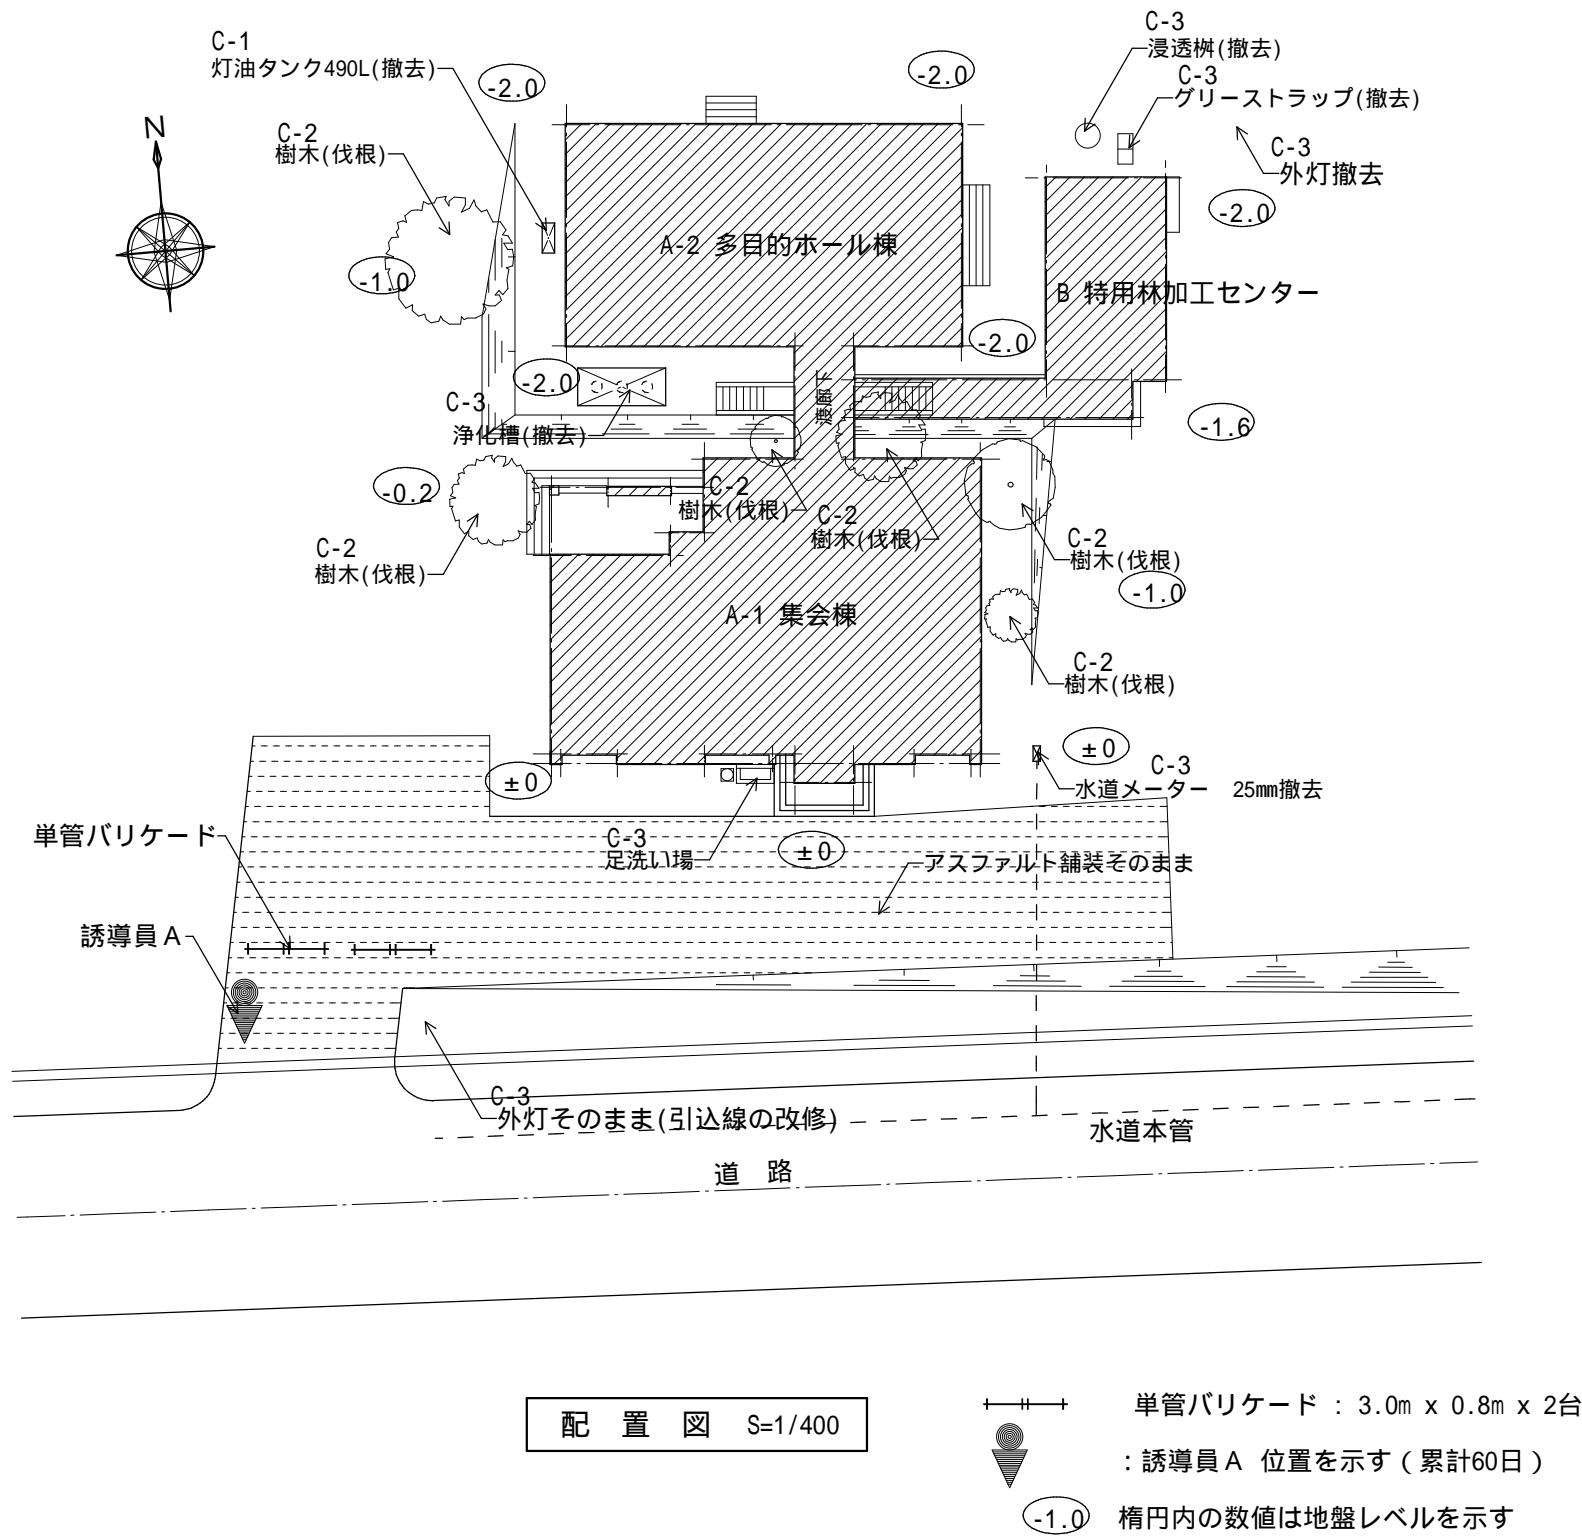 C-3
浸透桝(撤去)
C-1
灯油タンク490L(撤去)
-2.0
-2.0
C-3
グリーストラップ(撤去)
N
C-2
樹木(伐根)
C-3
外灯撤去
-2.0
-1.0
A-2 多目的ホール棟
B 特用林加工センター
-2.0
-2.0
渡廊下
C-3
浄化槽(撤去)
-1.6
-0.2
C-2
樹木(伐根)
C-2
樹木(伐根)
C-2
樹木(伐根)
C-2
樹木(伐根)
-1.0
A-1 集会棟
C-2
樹木(伐根)
±0
±0
C-3
水道メーター 25mm撤去
単管バリケード
C-3
足洗い場
±0
アスファルト舗装そのまま
誘導員A
C-3
外灯そのまま(引込線の改修)
水道本管
道 路
配 置 図 S=1/400
単管バリケード : 3.0m x 0.8m x 2台
:誘導員A 位置を示す(累計60日)
-1.0 楕円内の数値は地盤レベルを示す